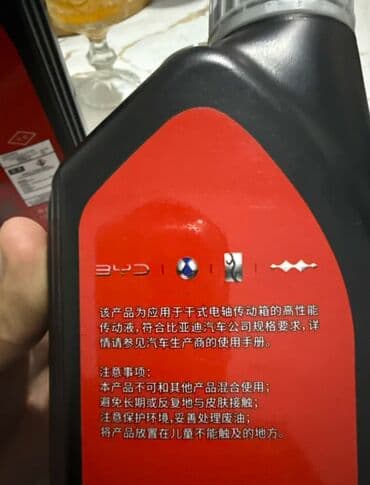 BYD
该产品为应用于干式电轴传动箱的高性能
传动液，符合比亚迪汽车公司规格要求，详
情请参见汽车生产商的使用手册。
注意事项：
本产品不可和其他产品混合使用；
避免长期或反复地与皮肤接触；
注意保护环境，妥善处理废油；
将产品放置在儿童不能触及的地方。